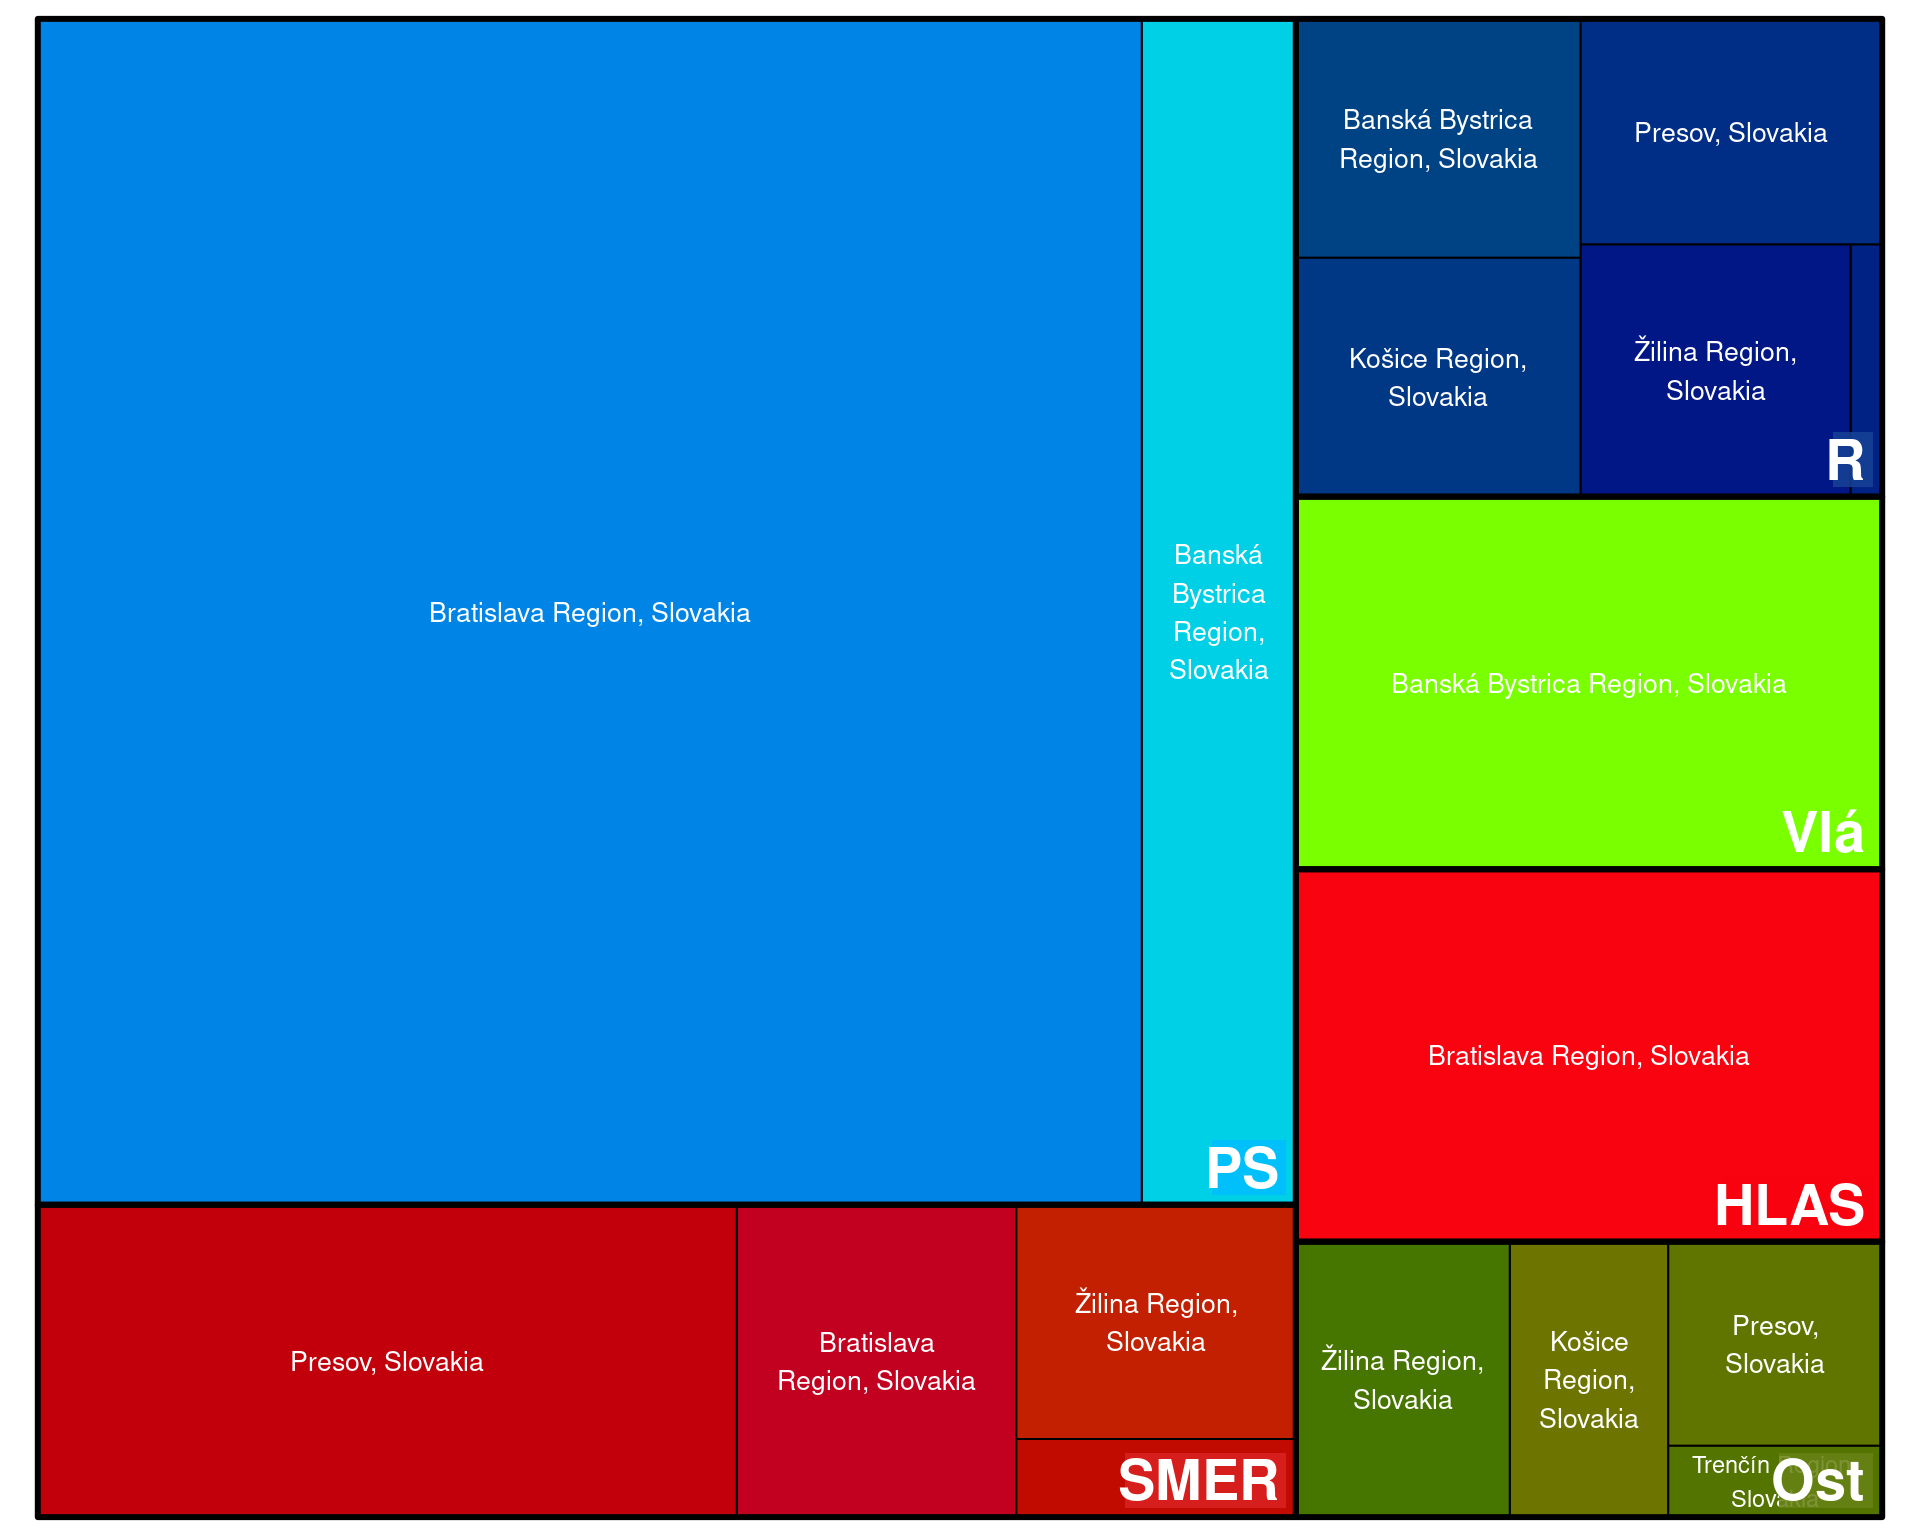 Bratislava Region, Slovakia
Banská
Bystrica
Region,
Slovakia
PS
Banská Bystrica
Region, Slovakia
Presov, Slovakia
Košice Region,
Slovakia
Žilina Region,
Slovakia
R
Banská Bystrica Region, Slovakia
Vlá
Bratislava Region, Slovakia
HLAS
Presov, Slovakia
Bratislava
Region, Slovakia
Žilina Region,
Slovakia
SMER
Žilina Region,
Slovakia
Košice
Region,
Slovakia
Presov,
Slovakia
Trenčín Region,
Slovakia
Ost